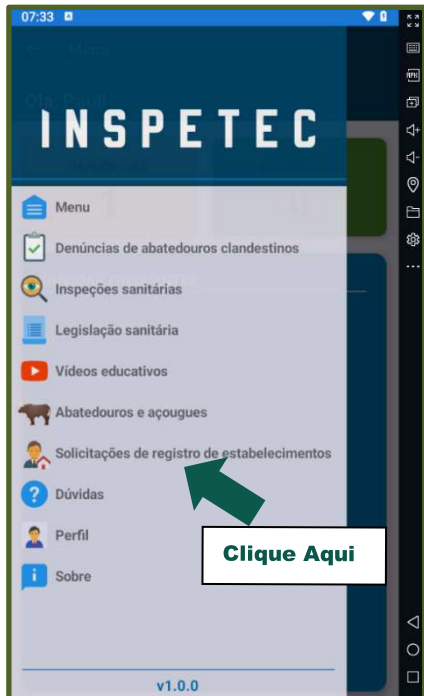 07:33
INSPETEC
Menu
Denúncias de abatedouros clandestinos
Inspeções sanitárias
Legislação sanitária
Vídeos educativos
Abatedouros e açougues
Solicitações de registro de estabelecimentos
Dúvidas
Perfil
Clique Aqui
Sobre
v1.0.0